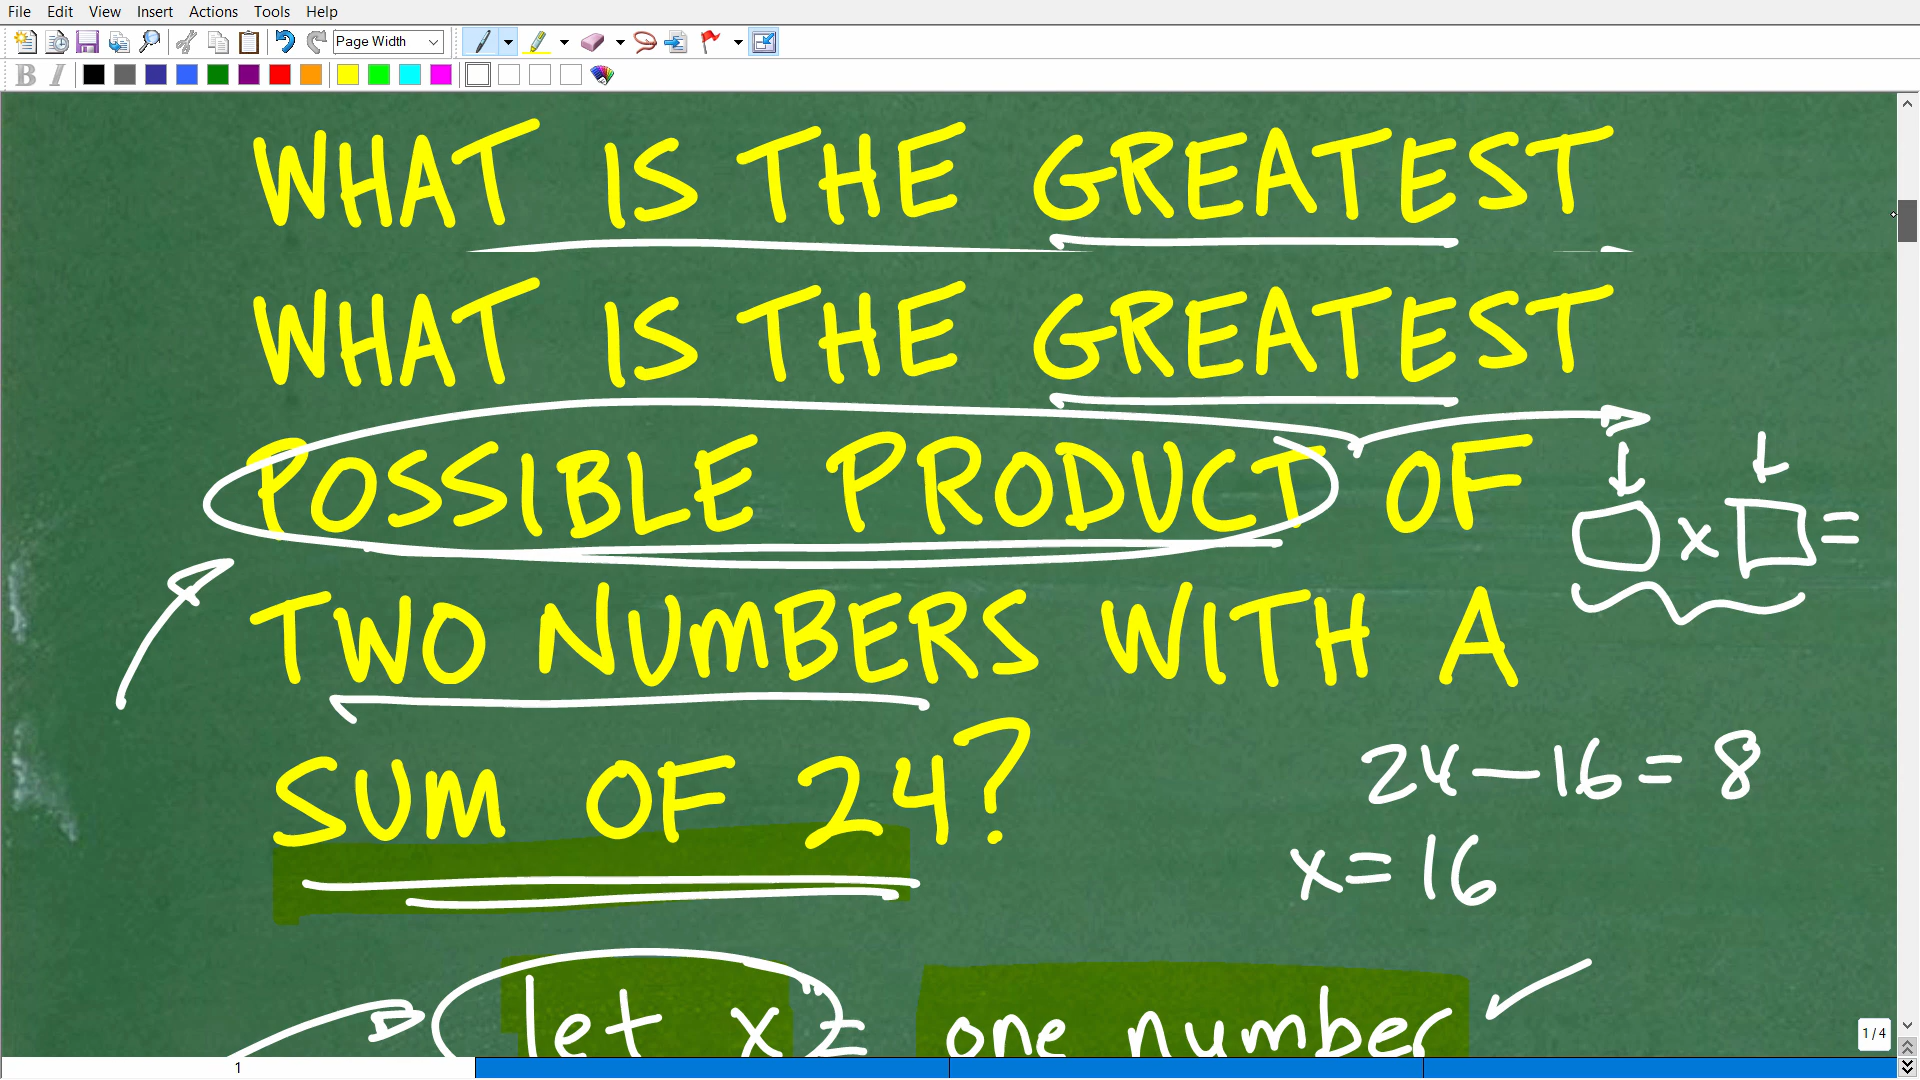 File Edit View Insert Actions Tools Help
Page Width
B I
WHAT IS THE GREATEST
WHAT IS THE GREATEST
POSSIBLE PRODUCT OF
x =
TWO NUMBERS WITH A
SUM OF 24?
24 - 16 = 8
x = 16
let x = one number
1 / 4
1